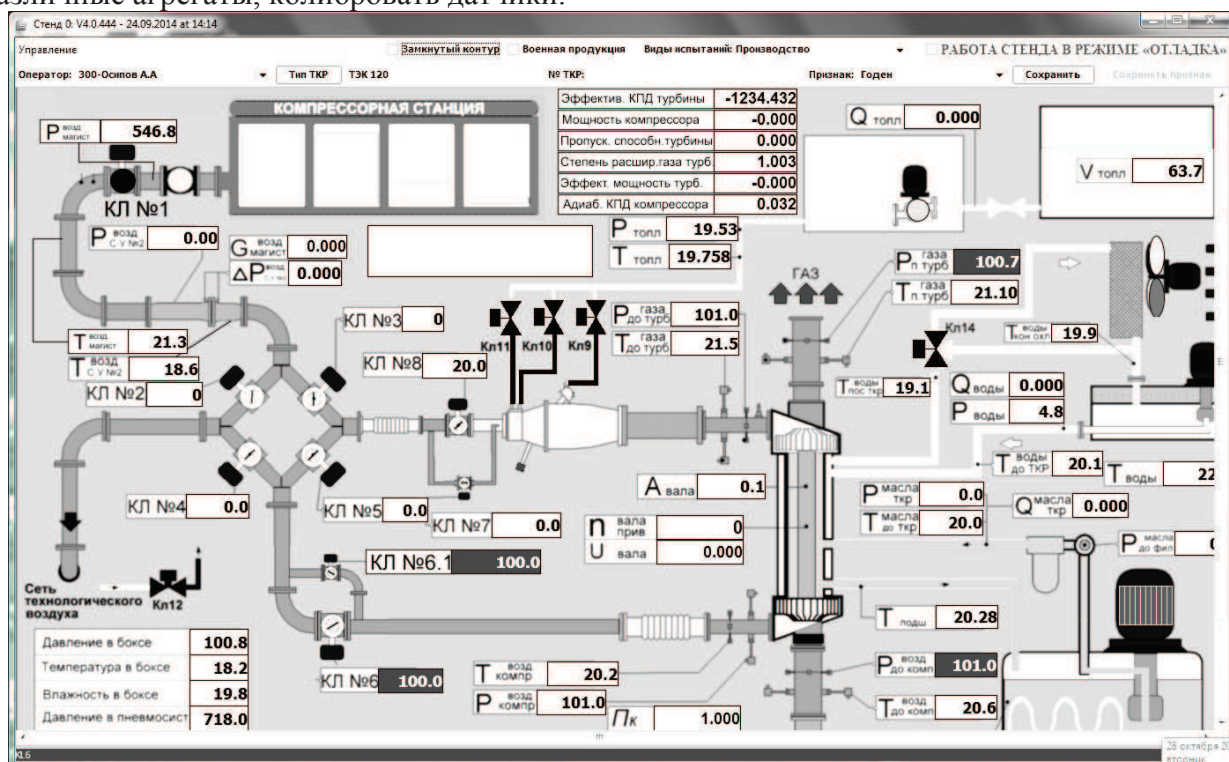 различные агрегаты, колибровать датчики.
Стенд 0: V4.0.444 - 24.09.2014 at 14:14
Управление
Замкнутый контур
Военная продукция
Виды испытаний: Производство
РАБОТА СТЕНДА В РЕЖИМЕ «ОТЛАДКА»
Оператор: 300-Осипов А.А
Тип ТКР
ТЭК 120
№ ТКР:
Признак: Годен
Сохранить
Сохранить признак
КОМПРЕССОРНАЯ СТАНЦИЯ
Эффектив. КПД турбины -1234.432
Мощность компрессора -0.000
Пропуск. способн.турбины 0.000
Степень расшир.газа турб. 1.003
Эффект. мощность турб. -0.000
Адиаб. КПД компрессора 0.032
P возд магист 546.8
КЛ №1
Q топл 0.000
V топл 63.7
P возд С У №2 0.00
G возд магист 0.000
ΔP возд С У №2 0.000
P топл 19.53
T топл 19.758
ГАЗ
P газа п турб 100.7
T газа п.турб 21.10
T возд магист 21.3
T возд С У №2 18.6
КЛ №3 0
КЛ №2 0
КЛ №8 20.0
Кл11
Кл10
Кл9
P газа до турб 101.0
T газа до турб 21.5
Кл14
T воды кон охл 19.9
T воды пос ткр 19.1
Q воды 0.000
P воды 4.8
T воды до ТКР 20.1
T воды 22
КЛ №4 0.0
КЛ №5 0.0
КЛ №7 0.0
A вала 0.1
n вала прив 0
U вала 0.000
P масла ткр 0.0
T масла до ткр 20.0
Q масла ткр 0.000
P масла до фил
КЛ №6.1 100.0
Сеть
технологического
воздуха
Кл12
T подш 20.28
Давление в боксе 100.8
Температура в боксе 18.2
Влажность в боксе 19.8
Давление в пневмосист 718.0
КЛ №6 100.0
T возд компр 20.2
P возд компр 101.0
Пк 1.000
P возд до комп 101.0
T возд до комп 20.6
KL6
28 октября 20
вторник